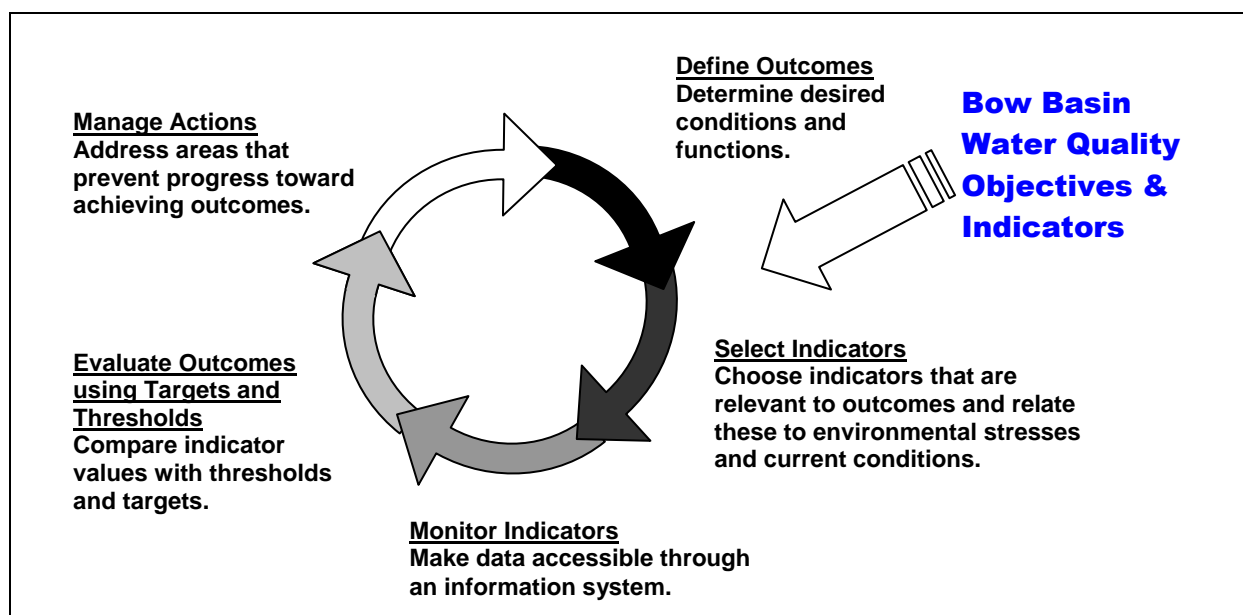 Define Outcomes
Determine desired
conditions and
functions.
Bow Basin
Water Quality
Objectives &
Indicators
Manage Actions
Address areas that
prevent progress toward
achieving outcomes.
Select Indicators
Choose indicators that are
relevant to outcomes and relate
these to environmental stresses
and current conditions.
Evaluate Outcomes
using Targets and
Thresholds
Compare indicator
values with thresholds
and targets.
Monitor Indicators
Make data accessible through
an information system.